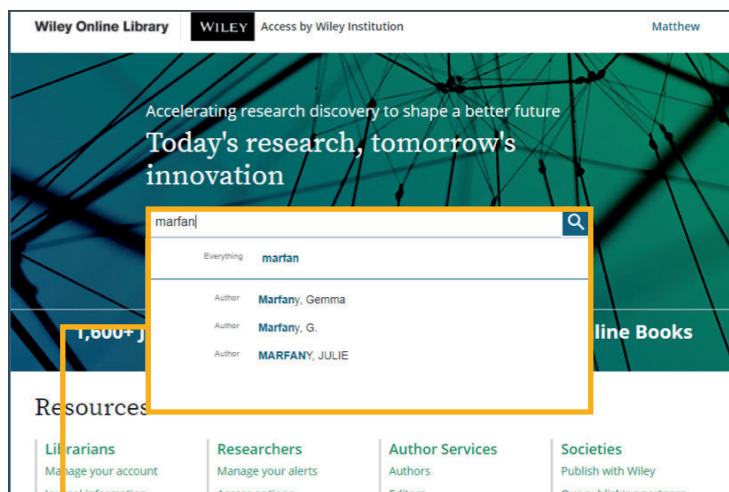 Wiley Online Library WILEY Access by Wiley Institution Matthew
Accelerating research discovery to shape a better future
Today's research, tomorrow's
innovation
marfan
Everything marfan
Author Marfany, Gemma
Author Marfany, G.
Author MARFANY, JULIE
1,600+ J line Books
Resources
Librarians Researchers Author Services Societies
Manage your account Manage your alerts Authors Publish with Wiley